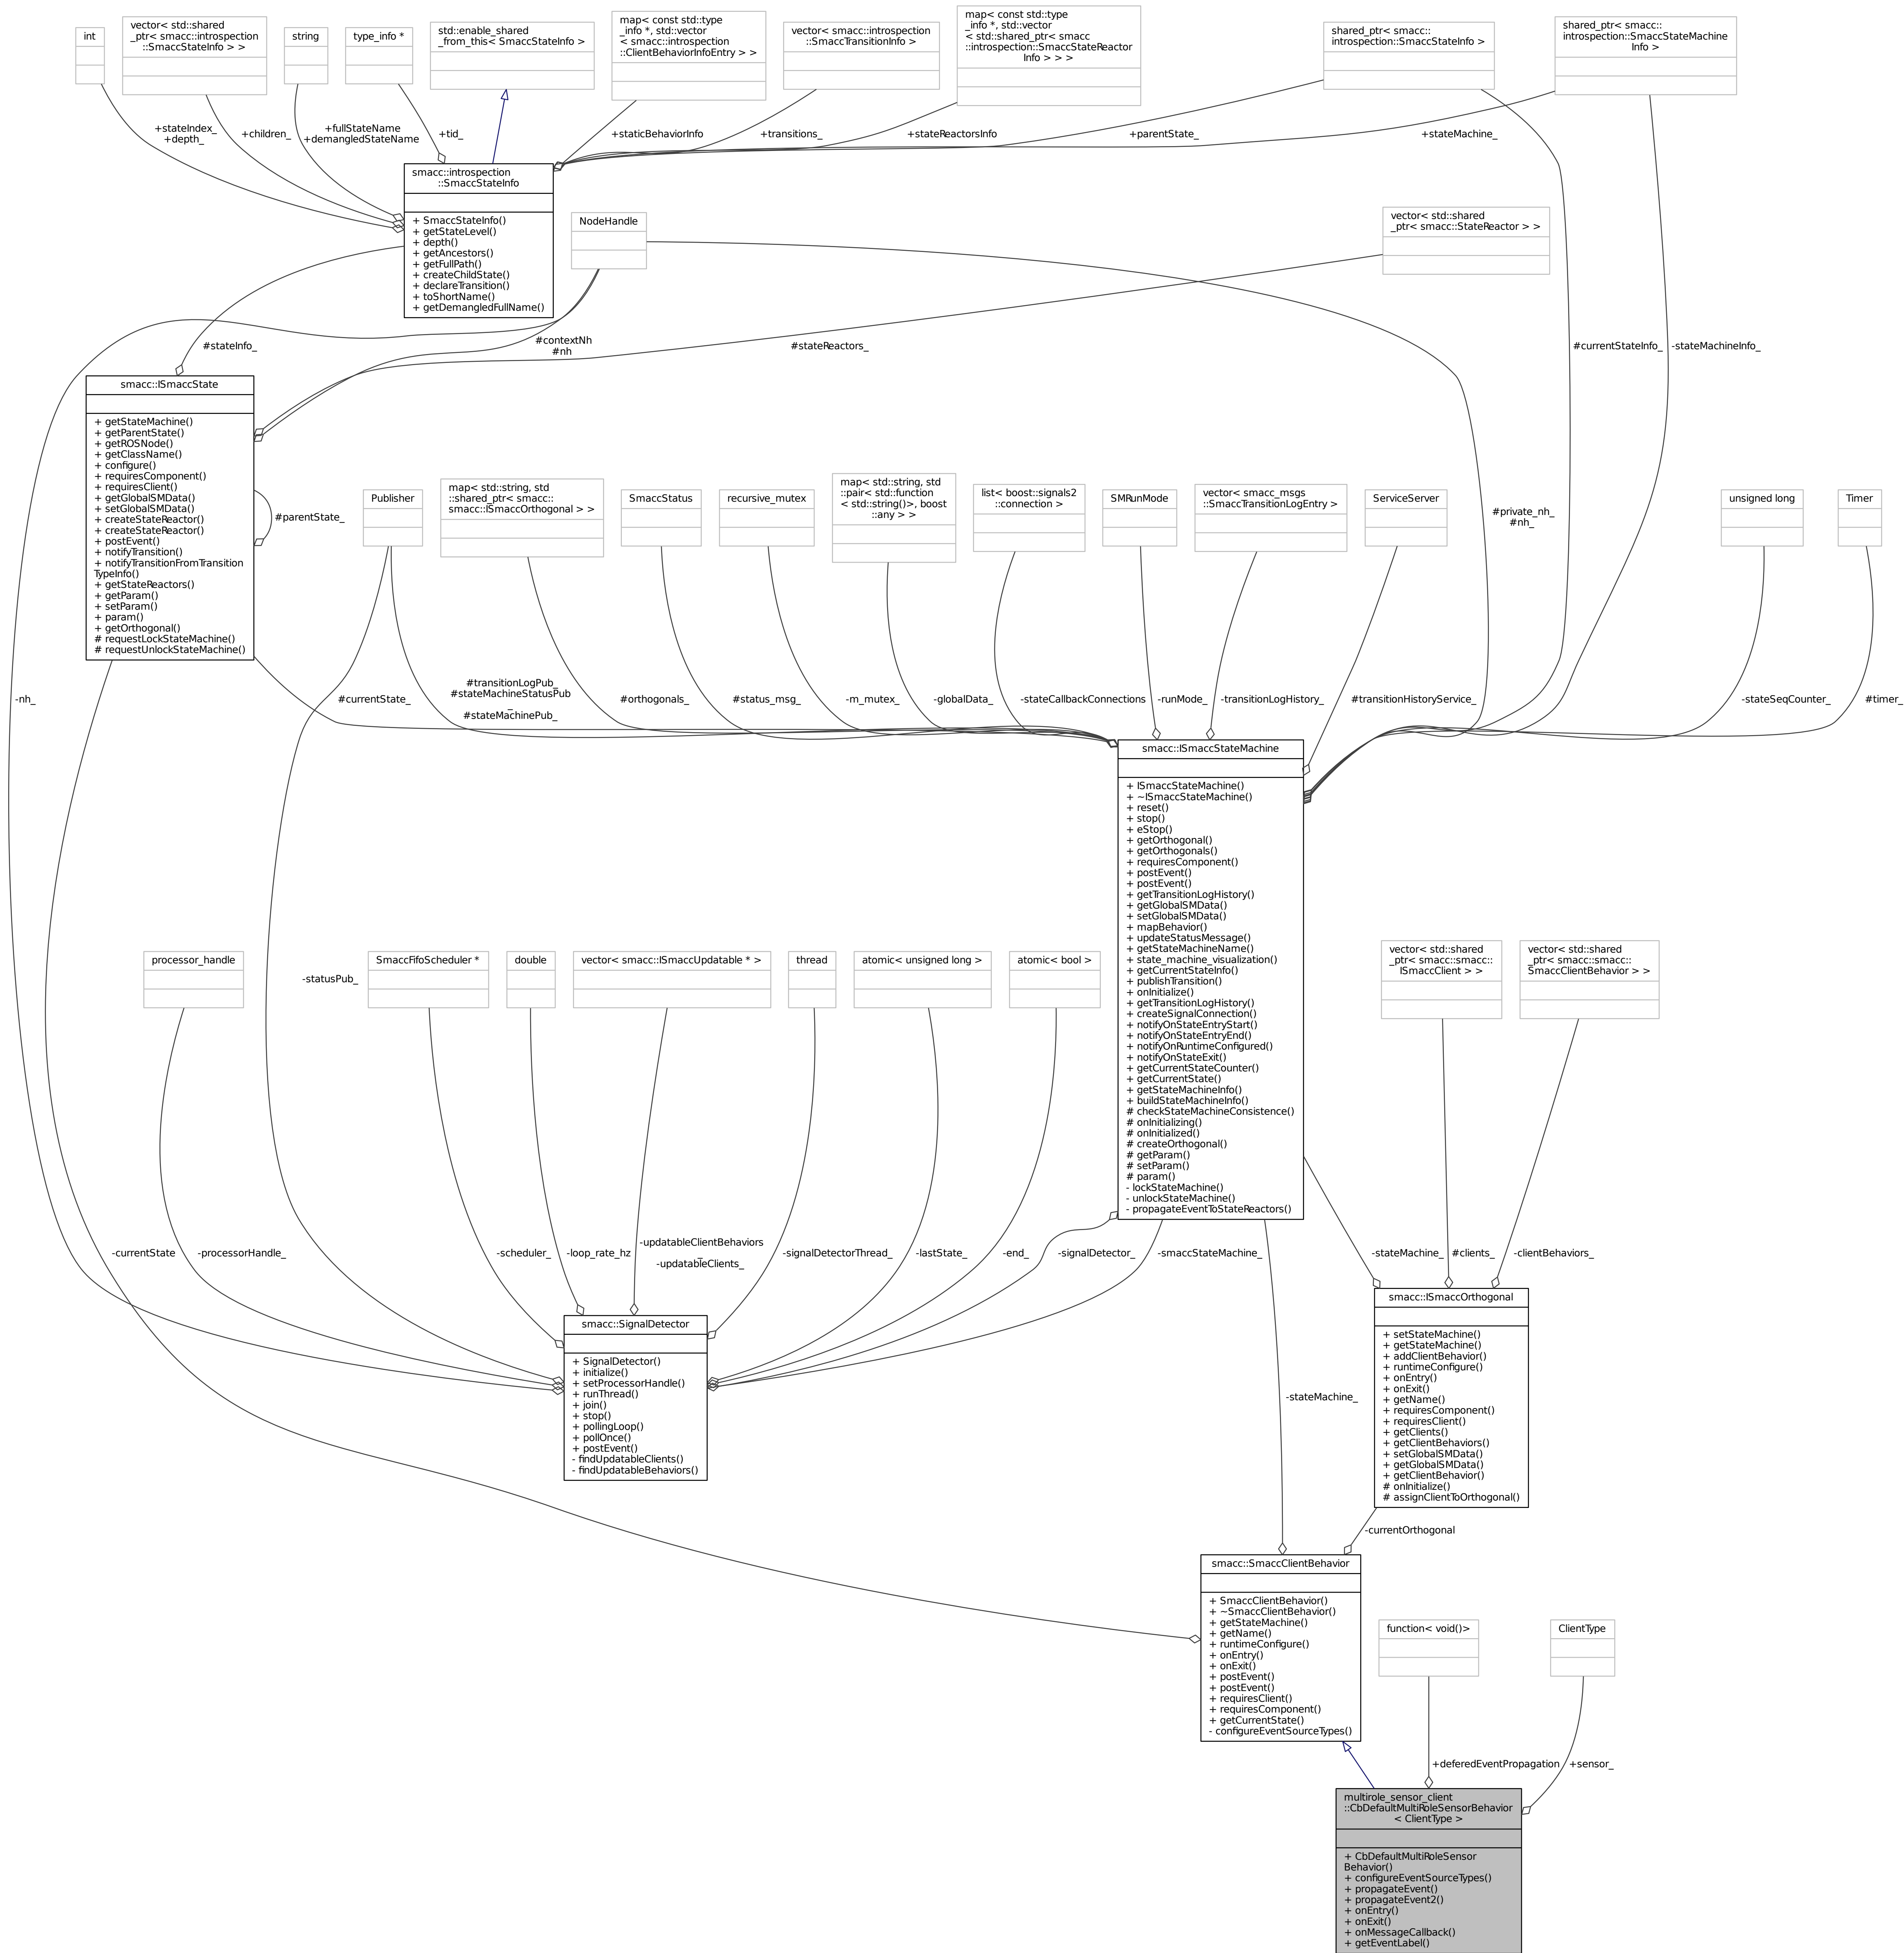 int
vector< std::shared
_ptr< smacc::introspection
::SmaccStateInfo > >
string
type_info *
std::enable_shared
_from_this< SmaccStateInfo >
map< const std::type
_info *, std::vector
< smacc::introspection
::ClientBehaviorInfoEntry > >
vector< smacc::introspection
::SmaccTransitionInfo >
map< const std::type
_info *, std::vector
< std::shared_ptr< smacc
::introspection::SmaccStateReactor
Info > > >
shared_ptr< smacc::
introspection::SmaccStateInfo >
shared_ptr< smacc::
introspection::SmaccStateMachine
Info >
+stateIndex_
+depth_
+children_
+fullStateName
+demangledStateName
+tid_
+staticBehaviorInfo
+transitions_
+stateReactorsInfo
+parentState_
+stateMachine_
smacc::introspection
::SmaccStateInfo
+ SmaccStateInfo()
+ getStateLevel()
+ depth()
+ getAncestors()
+ getFullPath()
+ createChildState()
+ declareTransition()
+ toShortName()
+ getDemangledFullName()
NodeHandle
vector< std::shared
_ptr< smacc::StateReactor > >
#stateInfo_
#contextNh
#nh
#stateReactors_
#currentStateInfo_
-stateMachineInfo_
smacc::ISmaccState
+ getStateMachine()
+ getParentState()
+ getROSNode()
+ getClassName()
+ configure()
+ requiresComponent()
+ requiresClient()
+ getGlobalSMData()
+ setGlobalSMData()
+ createStateReactor()
+ createStateReactor()
+ postEvent()
+ notifyTransition()
+ notifyTransitionFromTransition
TypeInfo()
+ getStateReactors()
+ getParam()
+ setParam()
+ param()
+ getOrthogonal()
# requestLockStateMachine()
# requestUnlockStateMachine()
#parentState_
Publisher
map< std::string, std
::shared_ptr< smacc::
smacc::ISmaccOrthogonal > >
SmaccStatus
recursive_mutex
map< std::string, std
::pair< std::function
< std::string()>, boost
::any > >
list< boost::signals2
::connection >
SMRunMode
vector< smacc_msgs
::SmaccTransitionLogEntry >
ServiceServer
#private_nh_
#nh_
unsigned long
Timer
-nh_
#currentState_
#transitionLogPub_
#stateMachineStatusPub
_
#stateMachinePub_
#orthogonals_
#status_msg_
-m_mutex_
-globalData_
-stateCallbackConnections
-runMode_
-transitionLogHistory_
#transitionHistoryService_
-stateSeqCounter_
#timer_
smacc::ISmaccStateMachine
+ ISmaccStateMachine()
+ ~ISmaccStateMachine()
+ reset()
+ stop()
+ eStop()
+ getOrthogonal()
+ getOrthogonals()
+ requiresComponent()
+ postEvent()
+ postEvent()
+ getTransitionLogHistory()
+ getGlobalSMData()
+ setGlobalSMData()
+ mapBehavior()
+ updateStatusMessage()
+ getStateMachineName()
+ state_machine_visualization()
+ getCurrentStateInfo()
+ publishTransition()
+ onInitialize()
+ getTransitionLogHistory()
+ createSignalConnection()
+ notifyOnStateEntryStart()
+ notifyOnStateEntryEnd()
+ notifyOnRuntimeConfigured()
+ notifyOnStateExit()
+ getCurrentStateCounter()
+ getCurrentState()
+ getStateMachineInfo()
+ buildStateMachineInfo()
# checkStateMachineConsistence()
# onInitializing()
# onInitialized()
# createOrthogonal()
# getParam()
# setParam()
# param()
- lockStateMachine()
- unlockStateMachine()
- propagateEventToStateReactors()
processor_handle
-statusPub_
SmaccFifoScheduler *
double
vector< smacc::ISmaccUpdatable * >
thread
atomic< unsigned long >
atomic< bool >
vector< std::shared
_ptr< smacc::smacc::
ISmaccClient > >
vector< std::shared
_ptr< smacc::smacc::
SmaccClientBehavior > >
-currentState
-processorHandle_
-scheduler_
-loop_rate_hz
-updatableClientBehaviors
_
-updatableClients_
-signalDetectorThread_
-lastState_
-end_
-signalDetector_
-smaccStateMachine_
-stateMachine_
#clients_
-clientBehaviors_
smacc::SignalDetector
+ SignalDetector()
+ initialize()
+ setProcessorHandle()
+ runThread()
+ join()
+ stop()
+ pollingLoop()
+ pollOnce()
+ postEvent()
- findUpdatableClients()
- findUpdatableBehaviors()
smacc::ISmaccOrthogonal
+ setStateMachine()
+ getStateMachine()
+ addClientBehavior()
+ runtimeConfigure()
+ onEntry()
+ onExit()
+ getName()
+ requiresComponent()
+ requiresClient()
+ getClients()
+ getClientBehaviors()
+ setGlobalSMData()
+ getGlobalSMData()
+ getClientBehavior()
# onInitialize()
# assignClientToOrthogonal()
-stateMachine_
-currentOrthogonal
smacc::SmaccClientBehavior
+ SmaccClientBehavior()
+ ~SmaccClientBehavior()
+ getStateMachine()
+ getName()
+ runtimeConfigure()
+ onEntry()
+ onExit()
+ postEvent()
+ postEvent()
+ requiresClient()
+ requiresComponent()
+ getCurrentState()
- configureEventSourceTypes()
function< void()>
ClientType
+deferedEventPropagation
+sensor_
multirole_sensor_client
::CbDefaultMultiRoleSensorBehavior
< ClientType >
+ CbDefaultMultiRoleSensor
Behavior()
+ configureEventSourceTypes()
+ propagateEvent()
+ propagateEvent2()
+ onEntry()
+ onExit()
+ onMessageCallback()
+ getEventLabel()